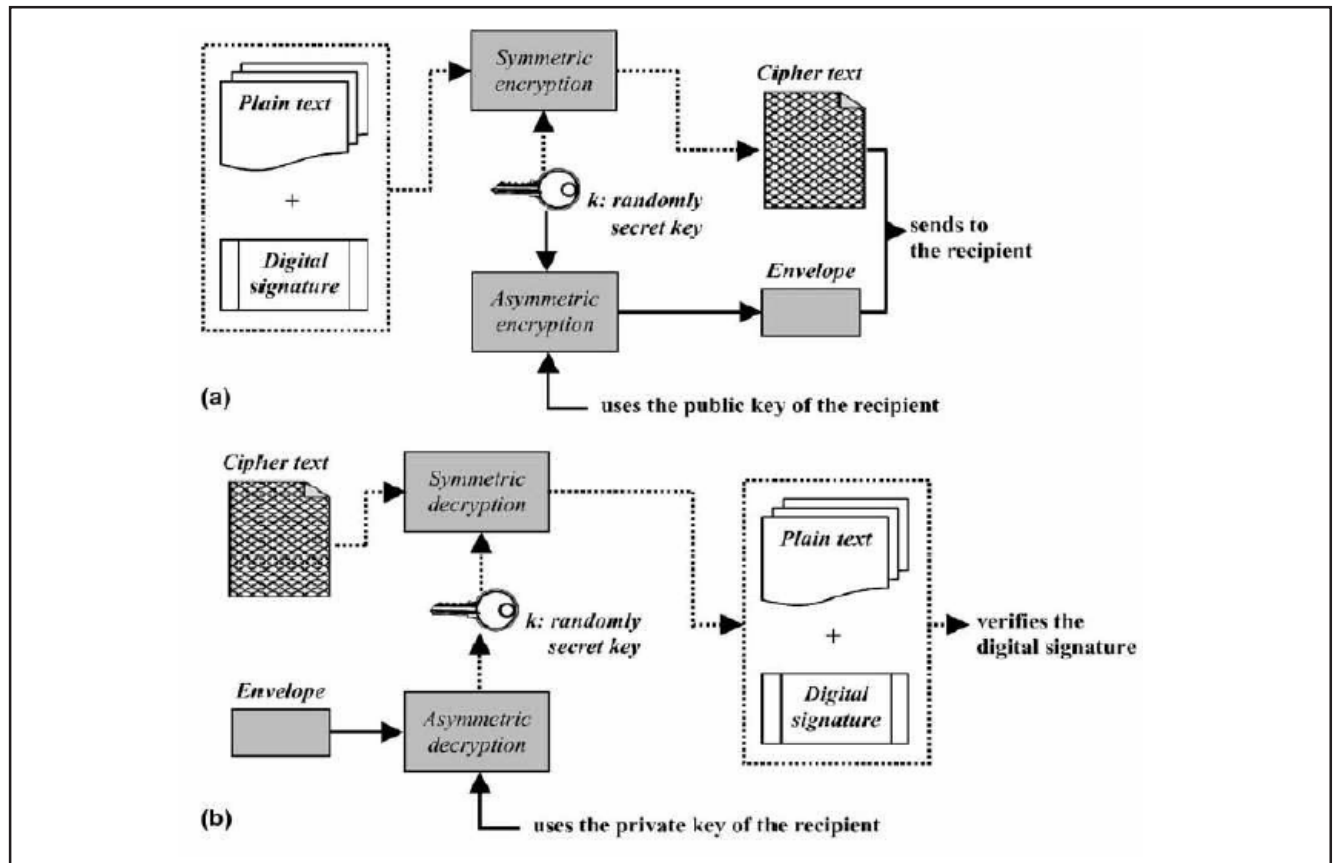 Symmetric
encryption
Cipher text
Plain text
+
k: randomly
secret key
sends to
the recipient
Digital
signature
Envelope
Asymmetric
encryption
(a)
uses the public key of the recipient
Cipher text
Symmetric
decryption
Plain text
k: randomly
secret key
+
verifies the
digital signature
Envelope
Asymmetric
decryption
Digital
signature
(b)
uses the private key of the recipient